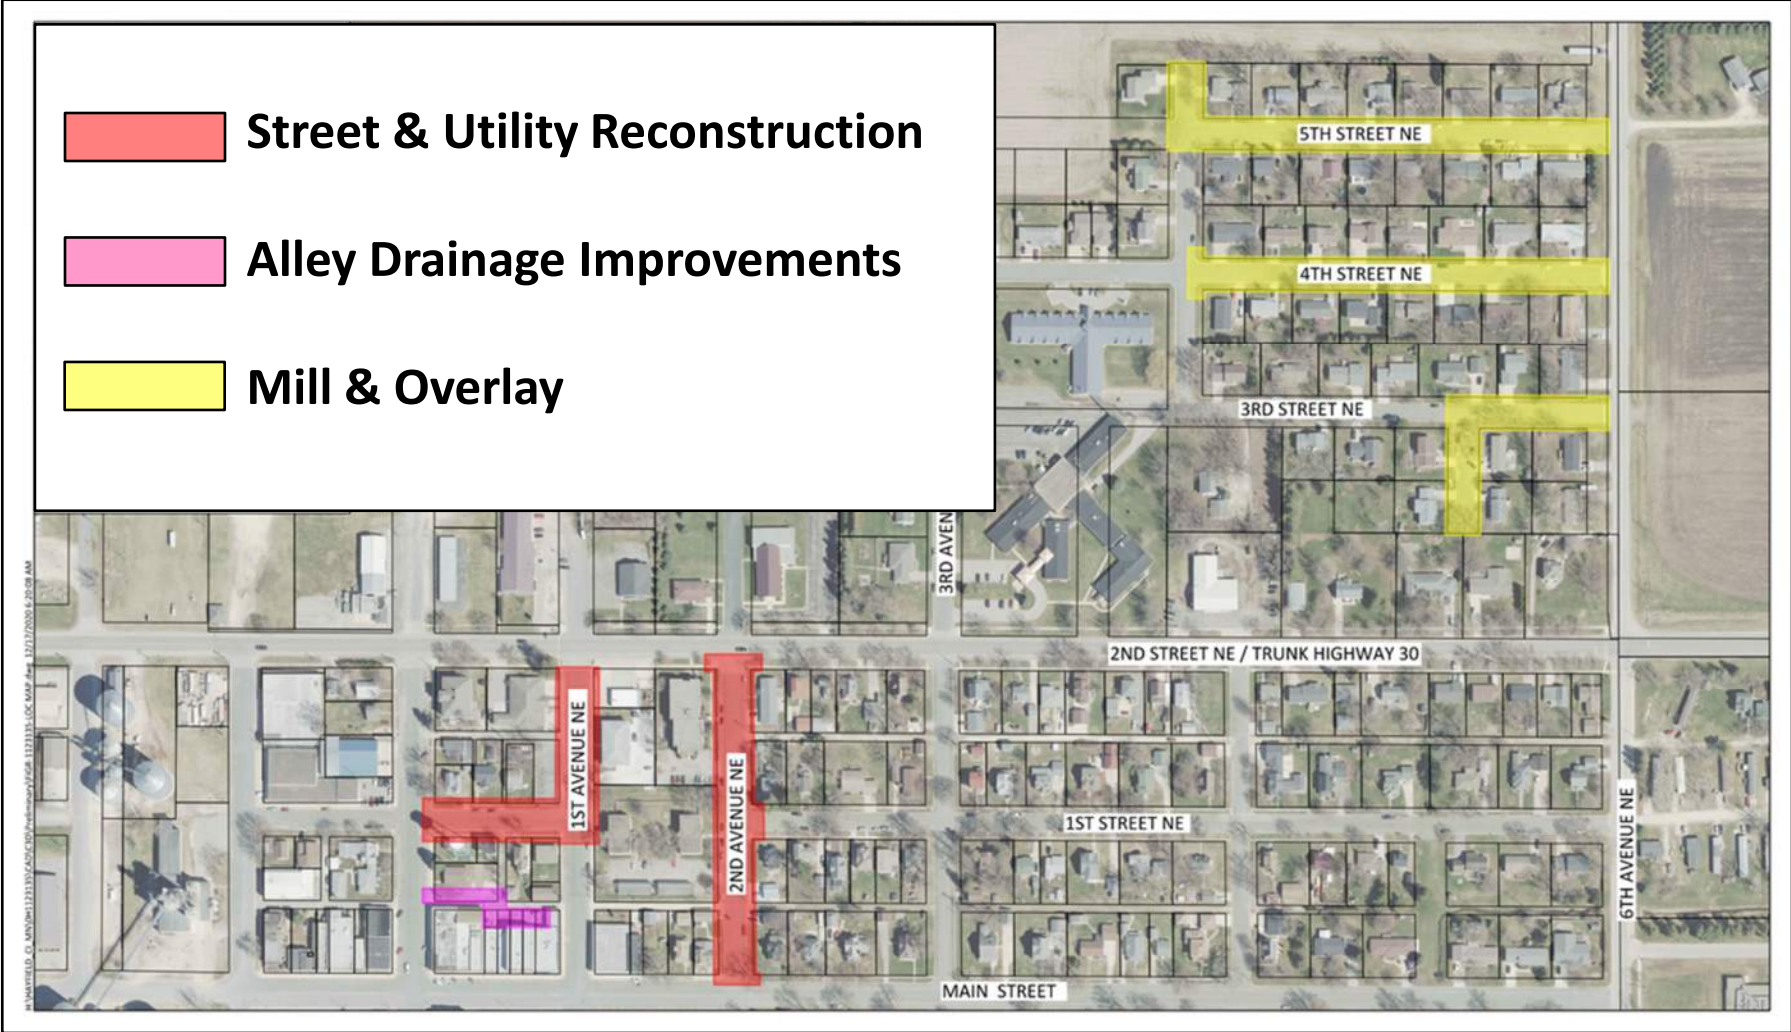 Street & Utility Reconstruction
Alley Drainage Improvements
Mill & Overlay
5TH STREET NE
4TH STREET NE
3RD STREET NE
3RD AVEN
2ND STREET NE / TRUNK HIGHWAY 30
1ST AVENUE NE
2ND AVENUE NE
1ST STREET NE
6TH AVENUE NE
MAIN STREET